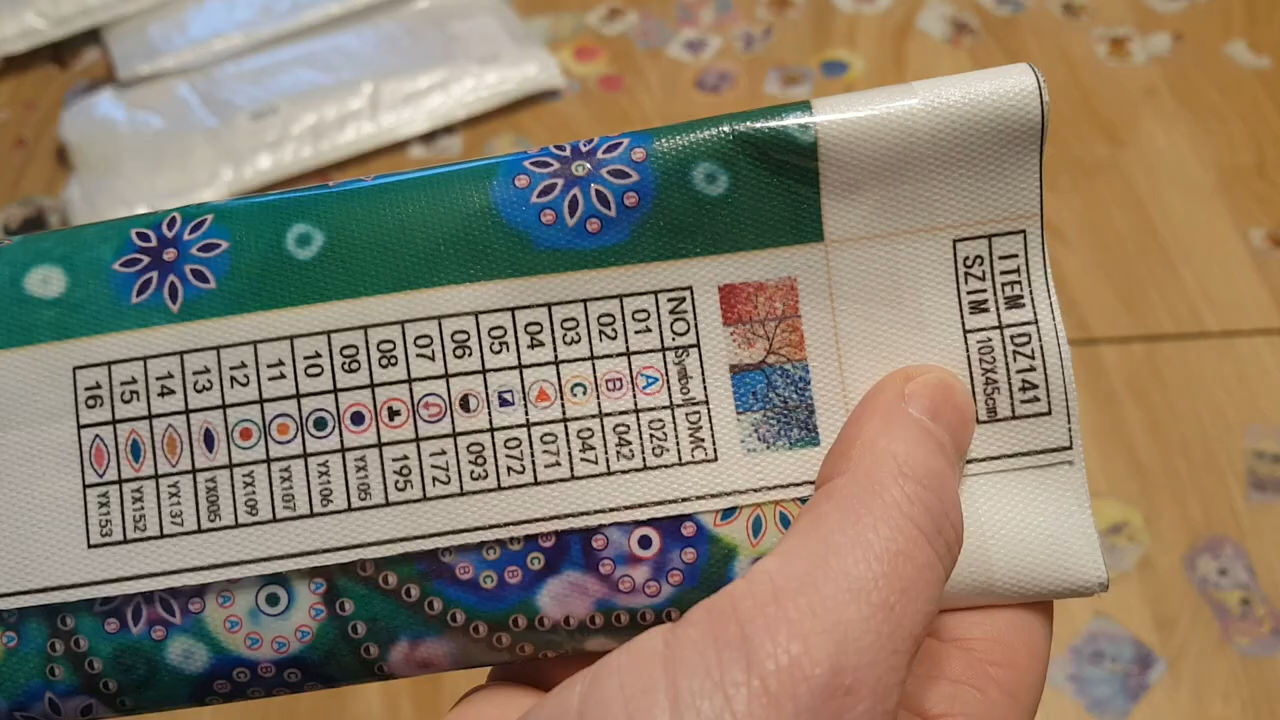 ITEM DZ141
SZIM 102X45cm
NO. Symbol DMC
01 A 026
02 B 042
03 C 047
04 071
05 072
06 093
07 172
08 195
09 YX105
10 YX106
11 YX107
12 YX109
13 YX005
14 YX137
15 YX152
16 YX153